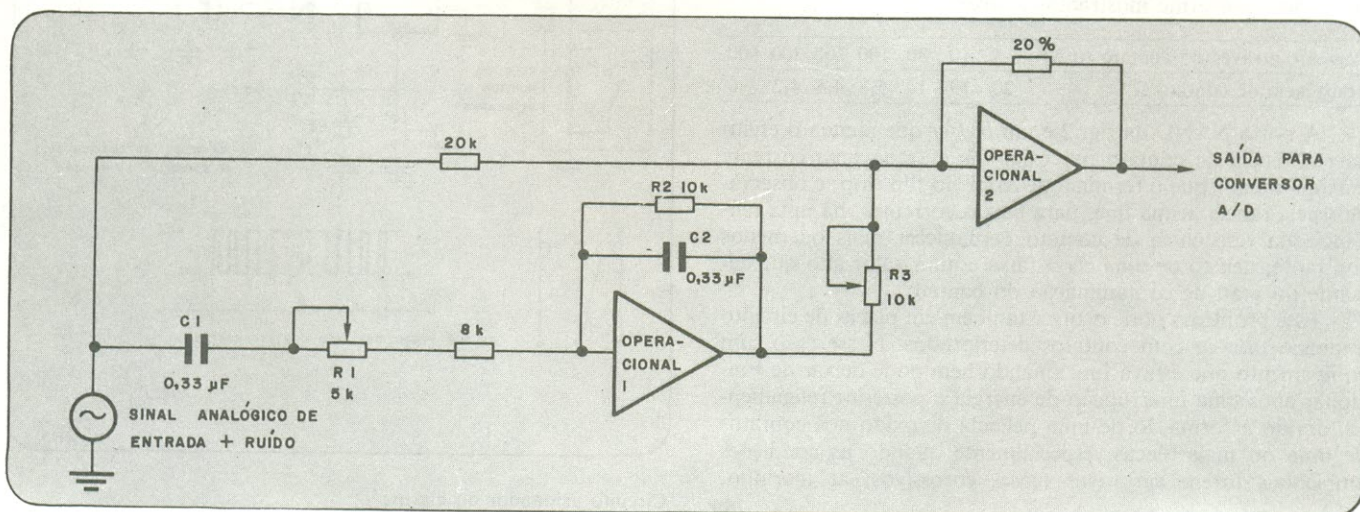 20 %
20 k
OPERA-
CIONAL
2
SAÍDA PARA
CONVERSOR
A/D
R2 10k
C2
0,33 µF
R3
10k
C1
0,33 µF
R1
5k
8k
OPERA-
CIONAL
1
SINAL ANALÓGICO DE
ENTRADA + RUÍDO